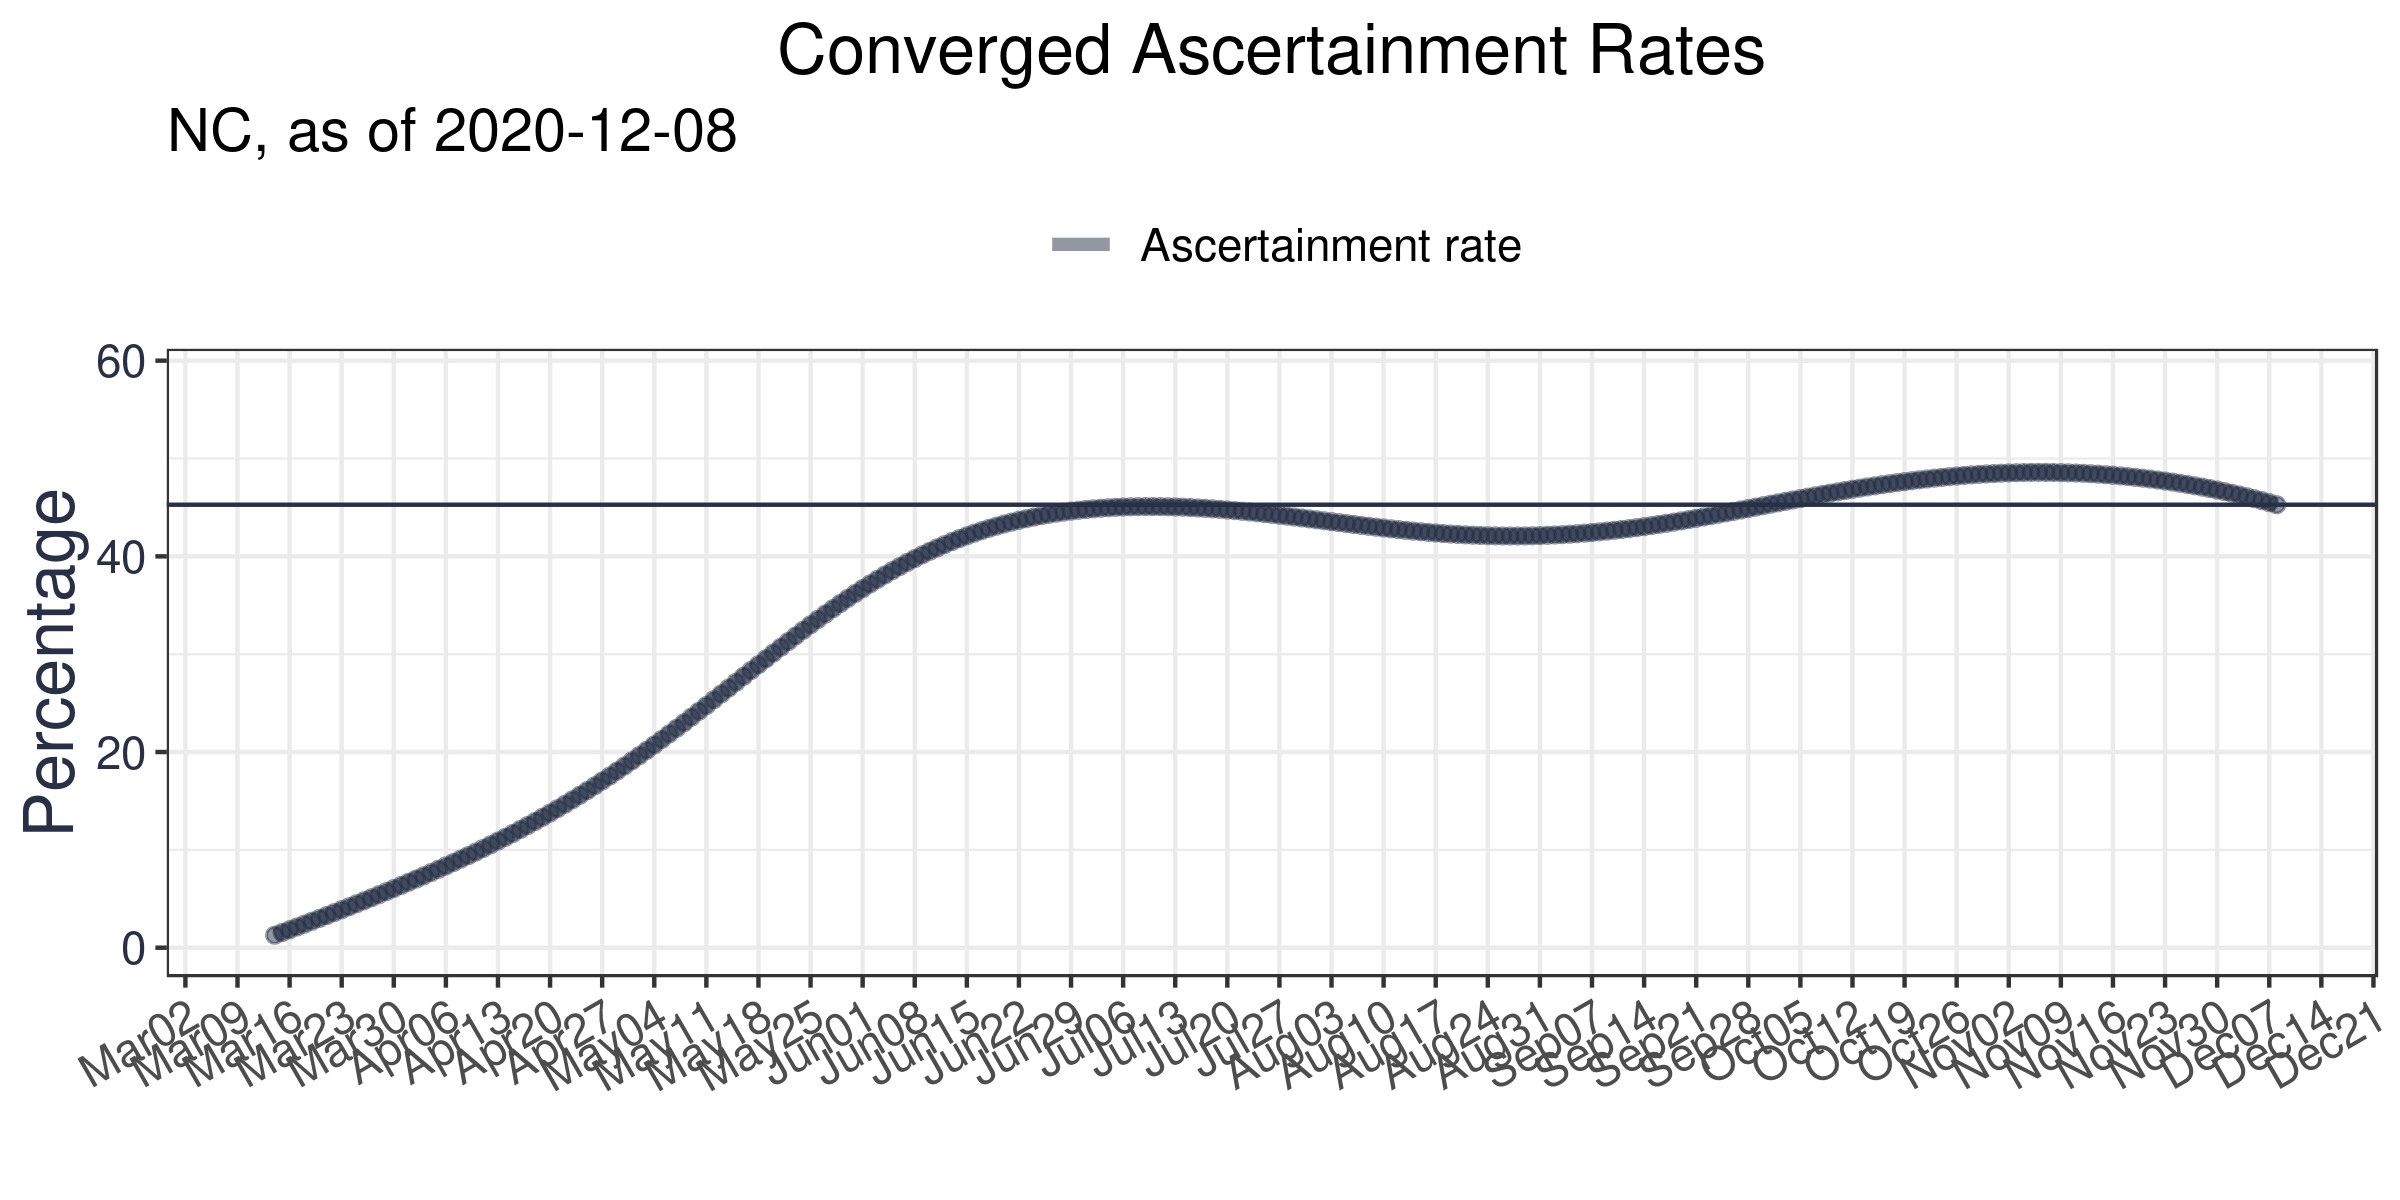 Converged Ascertainment Rates
NC, as of 2020-12-08
Ascertainment rate
Percentage
60
40
20
0
Mar02
Mar09
Mar16
Mar23
Mar30
Apr06
Apr13
Apr20
Apr27
May04
May11
May18
May25
Jun01
Jun08
Jun15
Jun22
Jun29
Jul06
Jul13
Jul20
Jul27
Aug03
Aug10
Aug17
Aug24
Aug31
Sep07
Sep14
Sep21
Sep28
Oct05
Oct12
Oct19
Oct26
Nov02
Nov09
Nov16
Nov23
Nov30
Dec07
Dec14
Dec21